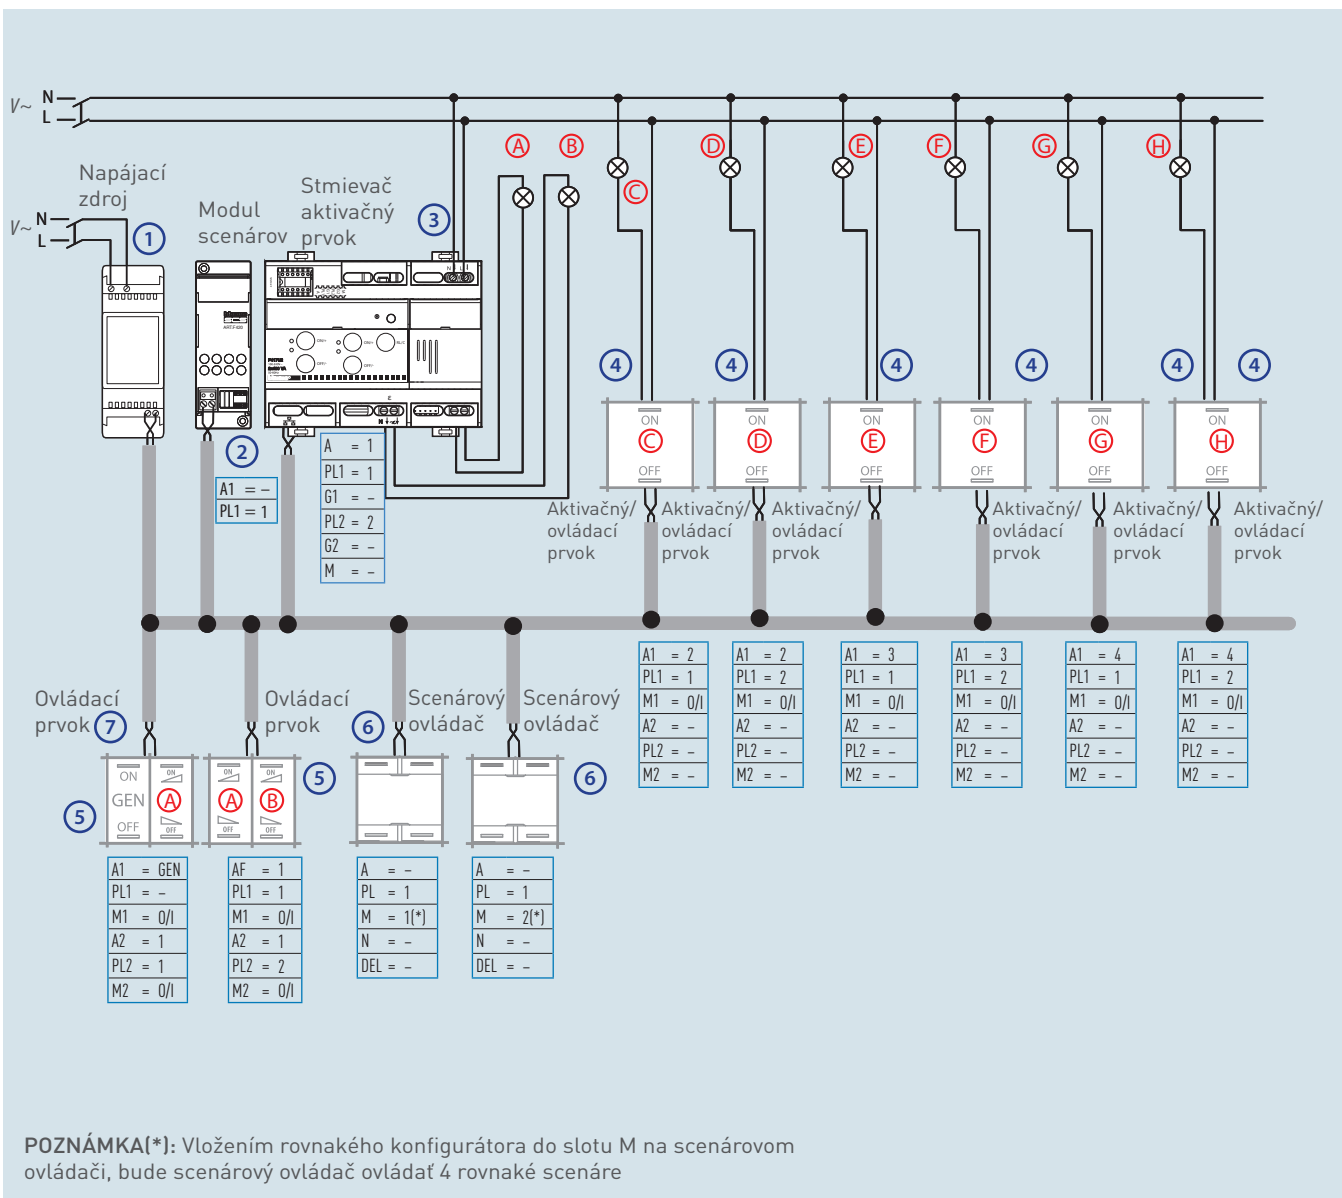 V~ N
L
A
B
C
D
E
F
G
H
Napájací
zdroj
V~ N
L
1
Modul
scenárov
Stmievač
aktivačný
prvok
3
ART.F420
2
A1 = –
PL1 = 1
A = 1
PL1 = 1
G1 = –
PL2 = 2
G2 = –
M = –
4
4
4
4
4
4
ON
C
OFF
ON
D
OFF
ON
E
OFF
ON
F
OFF
ON
G
OFF
ON
H
OFF
Aktivačný/
ovládací
prvok
Aktivačný/
ovládací
prvok
Aktivačný/
ovládací
prvok
Aktivačný/
ovládací
prvok
Aktivačný/
ovládací
prvok
Aktivačný/
ovládací
prvok
A1 = 2
PL1 = 1
M1 = 0/I
A2 = –
PL2 = –
M2 = –
A1 = 2
PL1 = 2
M1 = 0/I
A2 = –
PL2 = –
M2 = –
A1 = 3
PL1 = 1
M1 = 0/I
A2 = –
PL2 = –
M2 = –
A1 = 3
PL1 = 2
M1 = 0/I
A2 = –
PL2 = –
M2 = –
A1 = 4
PL1 = 1
M1 = 0/I
A2 = –
PL2 = –
M2 = –
A1 = 4
PL1 = 2
M1 = 0/I
A2 = –
PL2 = –
M2 = –
Ovládací
prvok 7
Ovládací
prvok
Scenárový
6 ovládač
Scenárový
ovládač
5
ON
GEN
OFF
ON
A
OFF
ON
A
OFF
ON
B
OFF
5
6
A1 = GEN
PL1 = –
M1 = 0/I
A2 = 1
PL2 = 1
M2 = 0/I
AF = 1
PL1 = 1
M1 = 0/I
A2 = 1
PL2 = 2
M2 = 0/I
A = –
PL = 1
M = 1(*)
N = –
DEL = –
A = –
PL = 1
M = 2(*)
N = –
DEL = –
POZNÁMKA(*): Vložením rovnakého konfigurátora do slotu M na scenárovom
ovládači, bude scenárový ovládač ovládať 4 rovnaké scenáre